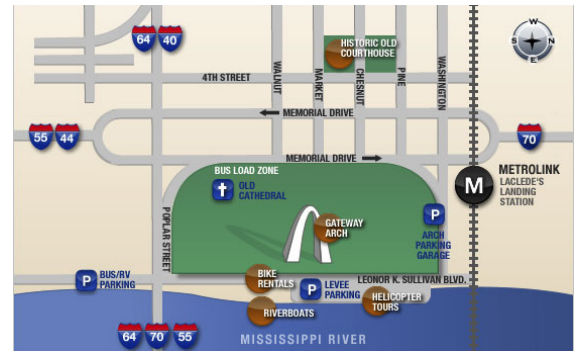 64 40
W
S N
E
HISTORIC OLD
COURTHOUSE
4TH STREET
WALNUT
MARKET
CHESNUT
PINE
WASHINGTON
MEMORIAL DRIVE
55 44
70
MEMORIAL DRIVE
BUS LOAD ZONE
METROLINK
M
LACLEDE'S
LANDING
STATION
OLD
CATHEDRAL
POPLAR STREET
GATEWAY
ARCH
P
ARCH
PARKING
GARAGE
P
BUS/RV
PARKING
BIKE
RENTALS
LEONOR K. SULLIVAN BLVD.
P
LEVEE
PARKING
HELICOPTER
TOURS
RIVERBOATS
64 70 55
MISSISSIPPI RIVER